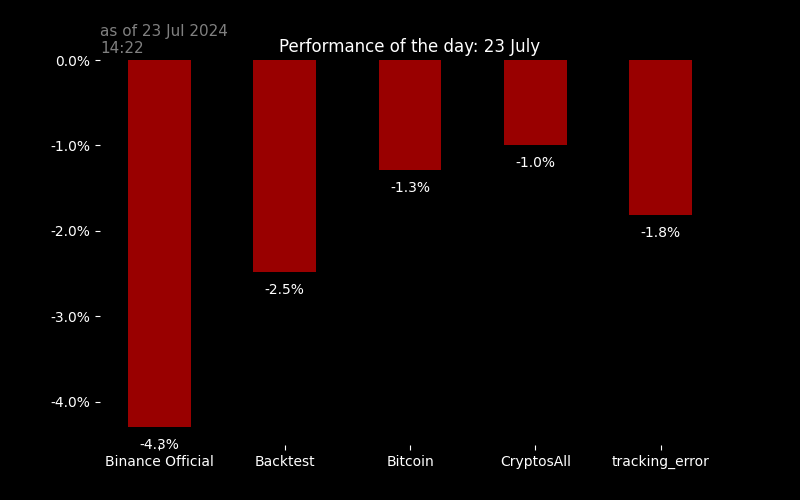 as of 23 Jul 2024
14:22
Performance of the day: 23 July
0.0%
-1.0%
-2.0%
-3.0%
-4.0%
-4.3%
-2.5%
-1.3%
-1.0%
-1.8%
Binance Official
Backtest
Bitcoin
CryptosAll
tracking_error